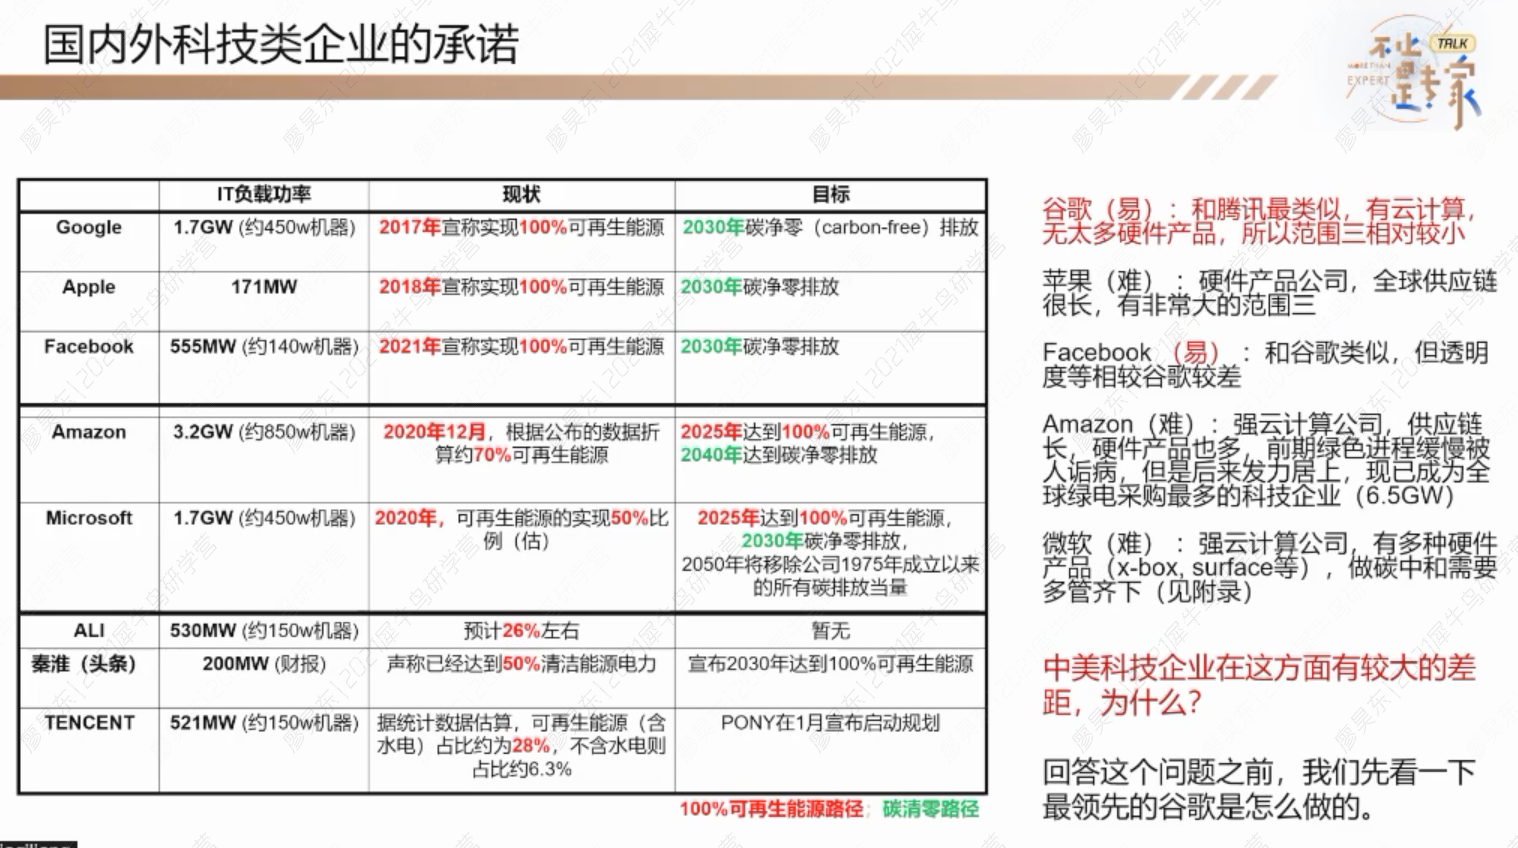 国内外科技类企业的承诺
不止 TALK
MORE THAN
是专家
EXPERT
IT负载功率 现状 目标
Google 1.7GW (约450w机器) 2017年宣称实现100%可再生能源 2030年碳净零（carbon-free）排放
Apple 171MW 2018年宣称实现100%可再生能源 2030年碳净零排放
Facebook 555MW (约140w机器) 2021年宣称实现100%可再生能源 2030年碳净零排放
Amazon 3.2GW (约850w机器) 2020年12月，根据公布的数据折 2025年达到100%可再生能源，
算约70%可再生能源 2040年达到碳净零排放
Microsoft 1.7GW (约450w机器) 2020年，可再生能源的实现50%比 2025年达到100%可再生能源，
例（估） 2030年碳净零排放，
2050年将移除公司1975年成立以来
的所有碳排放当量
ALI 530MW (约150w机器) 预计26%左右 暂无
秦淮（头条） 200MW (财报) 声称已经达到50%清洁能源电力 宣布2030年达到100%可再生能源
TENCENT 521MW (约150w机器) 据统计数据估算，可再生能源（含 PONY在1月宣布启动规划
水电）占比约为28%，不含水电则
占比约6.3%
100%可再生能源路径；碳清零路径
谷歌（易）：和腾讯最类似，有云计算，
无太多硬件产品，所以范围三相对较小
苹果（难）：硬件产品公司，全球供应链
很长，有非常大的范围三
Facebook （易）：和谷歌类似，但透明
度等相较谷歌较差
Amazon（难）：强云计算公司，供应链
长，硬件产品也多，前期绿色进程缓慢被
人诟病，但是后来发力居上，现已成为全
球绿电采购最多的科技企业（6.5GW）
微软（难）：强云计算公司，有多种硬件
产品（x-box, surface等），做碳中和需要
多管齐下（见附录）
中美科技企业在这方面有较大的差
距，为什么？
回答这个问题之前，我们先看一下
最领先的谷歌是怎么做的。
廖昊东|2021犀牛鸟研学营